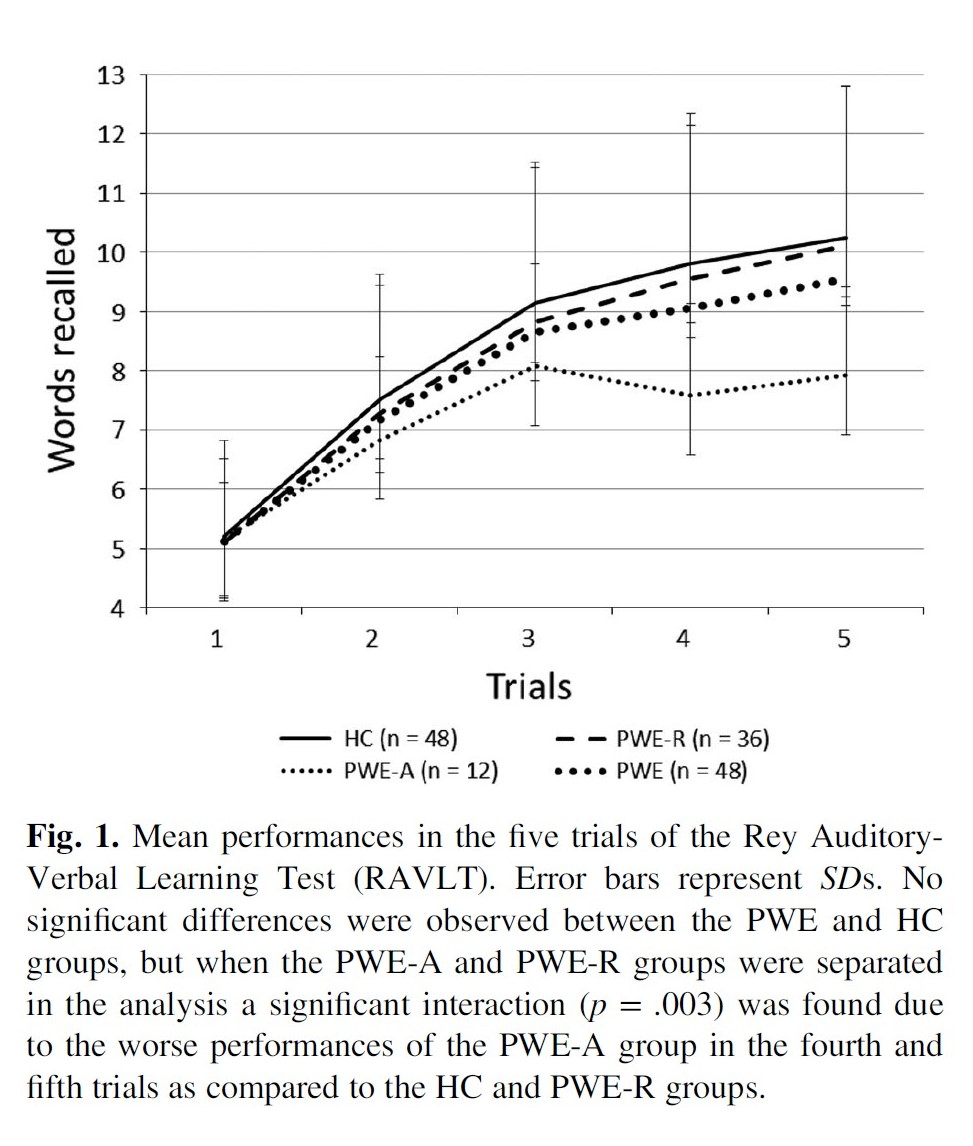 13
12
11
10
9
8
7
6
5
4
Words recalled
1 2 3 4 5
Trials
HC (n = 48) PWE-R (n = 36)
PWE-A (n = 12) PWE (n = 48)
Fig. 1. Mean performances in the five trials of the Rey Auditory-
Verbal Learning Test (RAVLT). Error bars represent SDs. No
significant differences were observed between the PWE and HC
groups, but when the PWE-A and PWE-R groups were separated
in the analysis a significant interaction (p = .003) was found due
to the worse performances of the PWE-A group in the fourth and
fifth trials as compared to the HC and PWE-R groups.